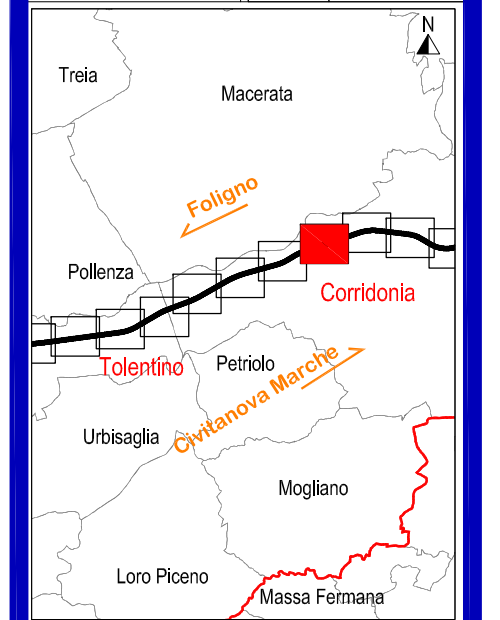 N
Treia
Macerata
Foligno
Pollenza
Corridonia
Tolentino
Petriolo
Civitanova Marche
Urbisaglia
Mogliano
Loro Piceno
Massa Fermana